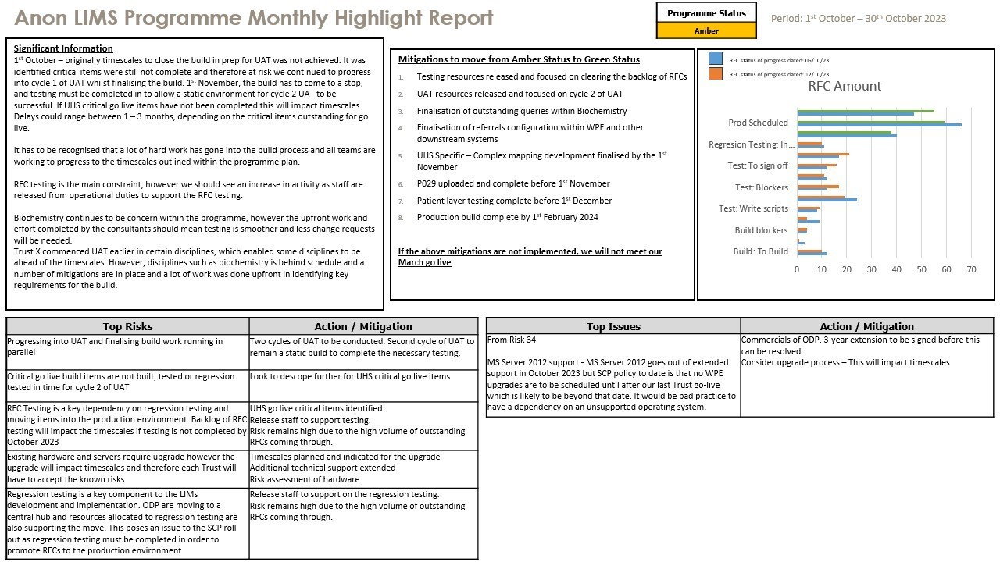 Anon LIMS Programme Monthly Highlight Report
Programme Status
Amber
Period: 1st October – 30th October 2023
Significant Information
1st October – originally timescales to close the build in prep for UAT was not achieved. It was
identified critical items were still not complete and therefore at risk we continued to progress
into cycle 1 of UAT whilst finalising the build. 1st November, the build has to come to a stop,
and testing must be completed in to allow a static environment for cycle 2 UAT to be
successful. If UHS critical go live items have not been completed this will impact timescales.
Delays could range between 1 – 3 months, depending on the critical items outstanding for go
live.
It has to be recognised that a lot of hard work has gone into the build process and all teams are
working to progress to the timescales outlined within the programme plan.
RFC testing is the main constraint, however we should see an increase in activity as staff are
released from operational duties to support the RFC testing.
Biochemistry continues to be concern within the programme, however the upfront work and
effort completed by the consultants should mean testing is smoother and less change requests
will be needed.
Trust X commenced UAT earlier in certain disciplines, which enabled some disciplines to be
ahead of the timescales. However, disciplines such as biochemistry is behind schedule and a
number of mitigations are in place and a lot of work was done upfront in identifying key
requirements for the build.
Mitigations to move from Amber Status to Green Status
1. Testing resources released and focused on clearing the backlog of RFCs
2. UAT resources released and focused on cycle 2 of UAT
3. Finalisation of outstanding queries within Biochemistry
4. Finalisation of referrals configuration within WPE and other
downstream systems
5. UHS Specific – Complex mapping development finalised by the 1st
November
6. P029 uploaded and complete before 1st November
7. Patient layer testing complete before 1st December
8. Production build complete by 1st February 2024
If the above mitigations are not implemented, we will not meet our
March go live
RFC status of progress dated: 05/10/23
RFC status of progress dated: 12/10/23
RFC Amount
Prod Scheduled
Regresion Testing: In...
Test: To sign off
Test: Blockers
Test: Write scripts
Build blockers
Build: To Build
0 10 20 30 40 50 60 70
Top Risks
Action / Mitigation
Progressing into UAT and finalising build work running in
parallel
Two cycles of UAT to be conducted. Second cycle of UAT to
remain a static build to complete the necessary testing.
Critical go live build items are not built, tested or regression
tested in time for cycle 2 of UAT
Look to descope further for UHS critical go live items
RFC Testing is a key dependency on regression testing and
moving items into the production environment. Backlog of RFC
testing will impact the timescales if testing is not completed by
October 2023
UHS go live critical items identified.
Release staff to support testing.
Risk remains high due to the high volume of outstanding
RFCs coming through.
Existing hardware and servers require upgrade however the
upgrade will impact timescales and therefore each Trust will
have to accept the known risks
Timescales planned and indicated for the upgrade
Additional technical support extended
Risk assessment of hardware
Regression testing is a key component to the LIMs
development and implementation. ODP are moving to a
central hub and resources allocated to regression testing are
also supporting the move. This poses an issue to the SCP roll
out as regression testing must be completed in order to
promote RFCs to the production environment
Release staff to support on the regression testing.
Risk remains high due to the high volume of outstanding
RFCs coming through.
Top Issues
Action / Mitigation
From Risk 34
MS Server 2012 support - MS Server 2012 goes out of extended
support in October 2023 but SCP policy to date is that no WPE
upgrades are to be scheduled until after our last Trust go-live
which is likely to be beyond that date. It would be bad practice to
have a dependency on an unsupported operating system.
Commercials of ODP. 3-year extension to be signed before this
can be resolved.
Consider upgrade process – This will impact timescales